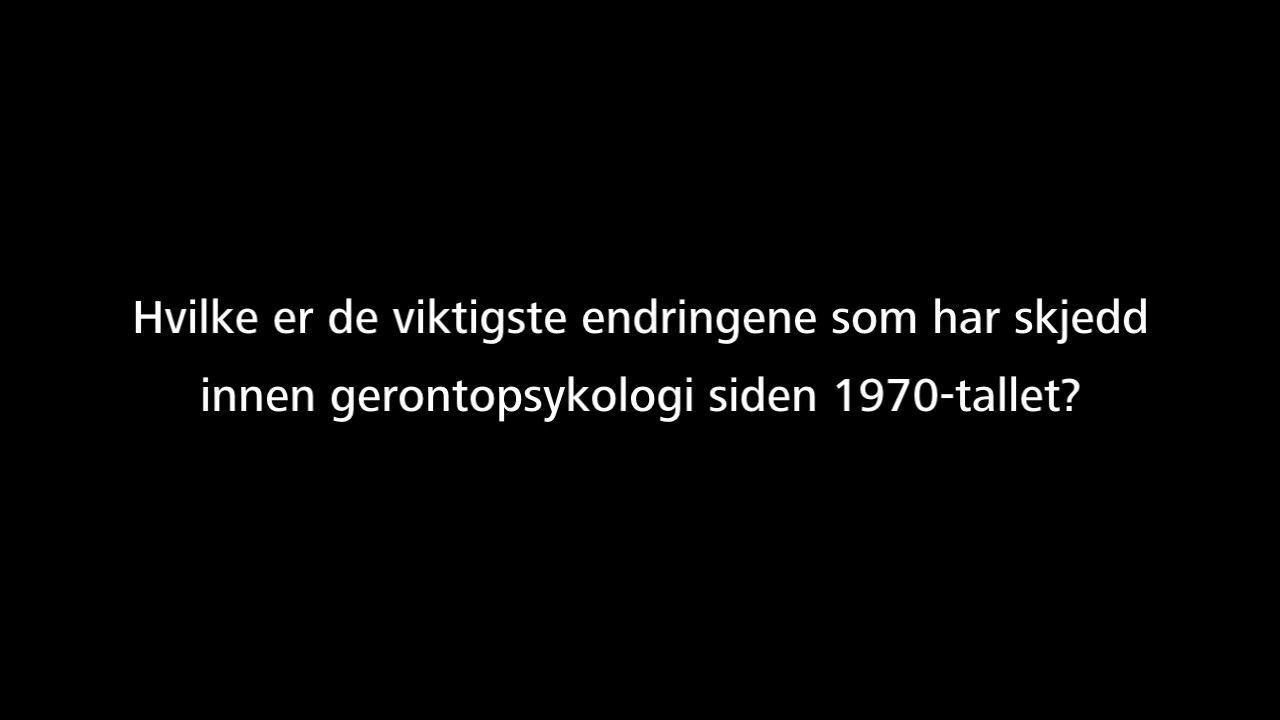 Hvilke er de viktigste endringene som har skjedd
innen gerontopsykologi siden 1970-tallet?